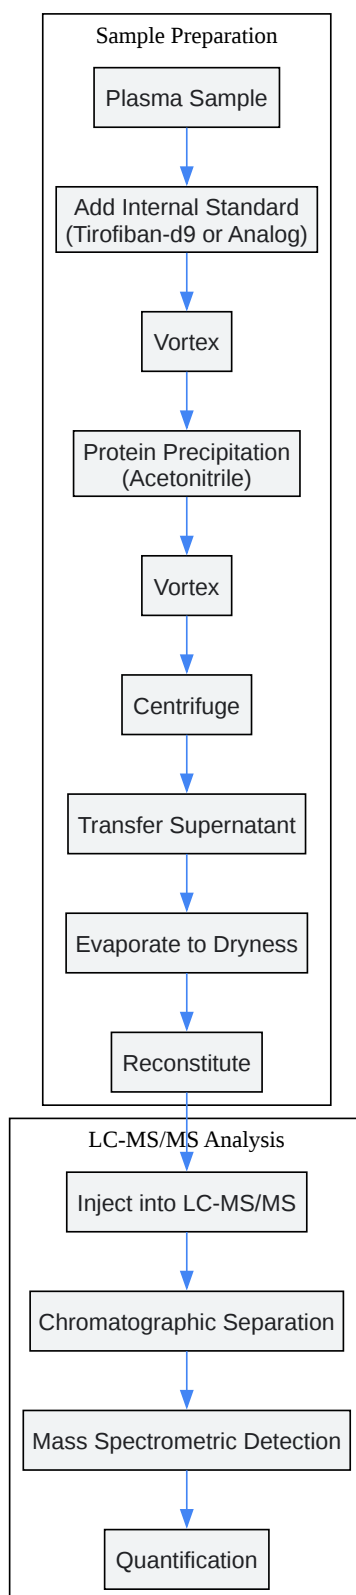 Sample Preparation
Plasma Sample
Add Internal Standard
(Tirofiban-d9 or Analog)
Vortex
Protein Precipitation
(Acetonitrile)
Vortex
Centrifuge
Transfer Supernatant
Evaporate to Dryness
Reconstitute
LC-MS/MS Analysis
Inject into LC-MS/MS
Chromatographic Separation
Mass Spectrometric Detection
Quantification